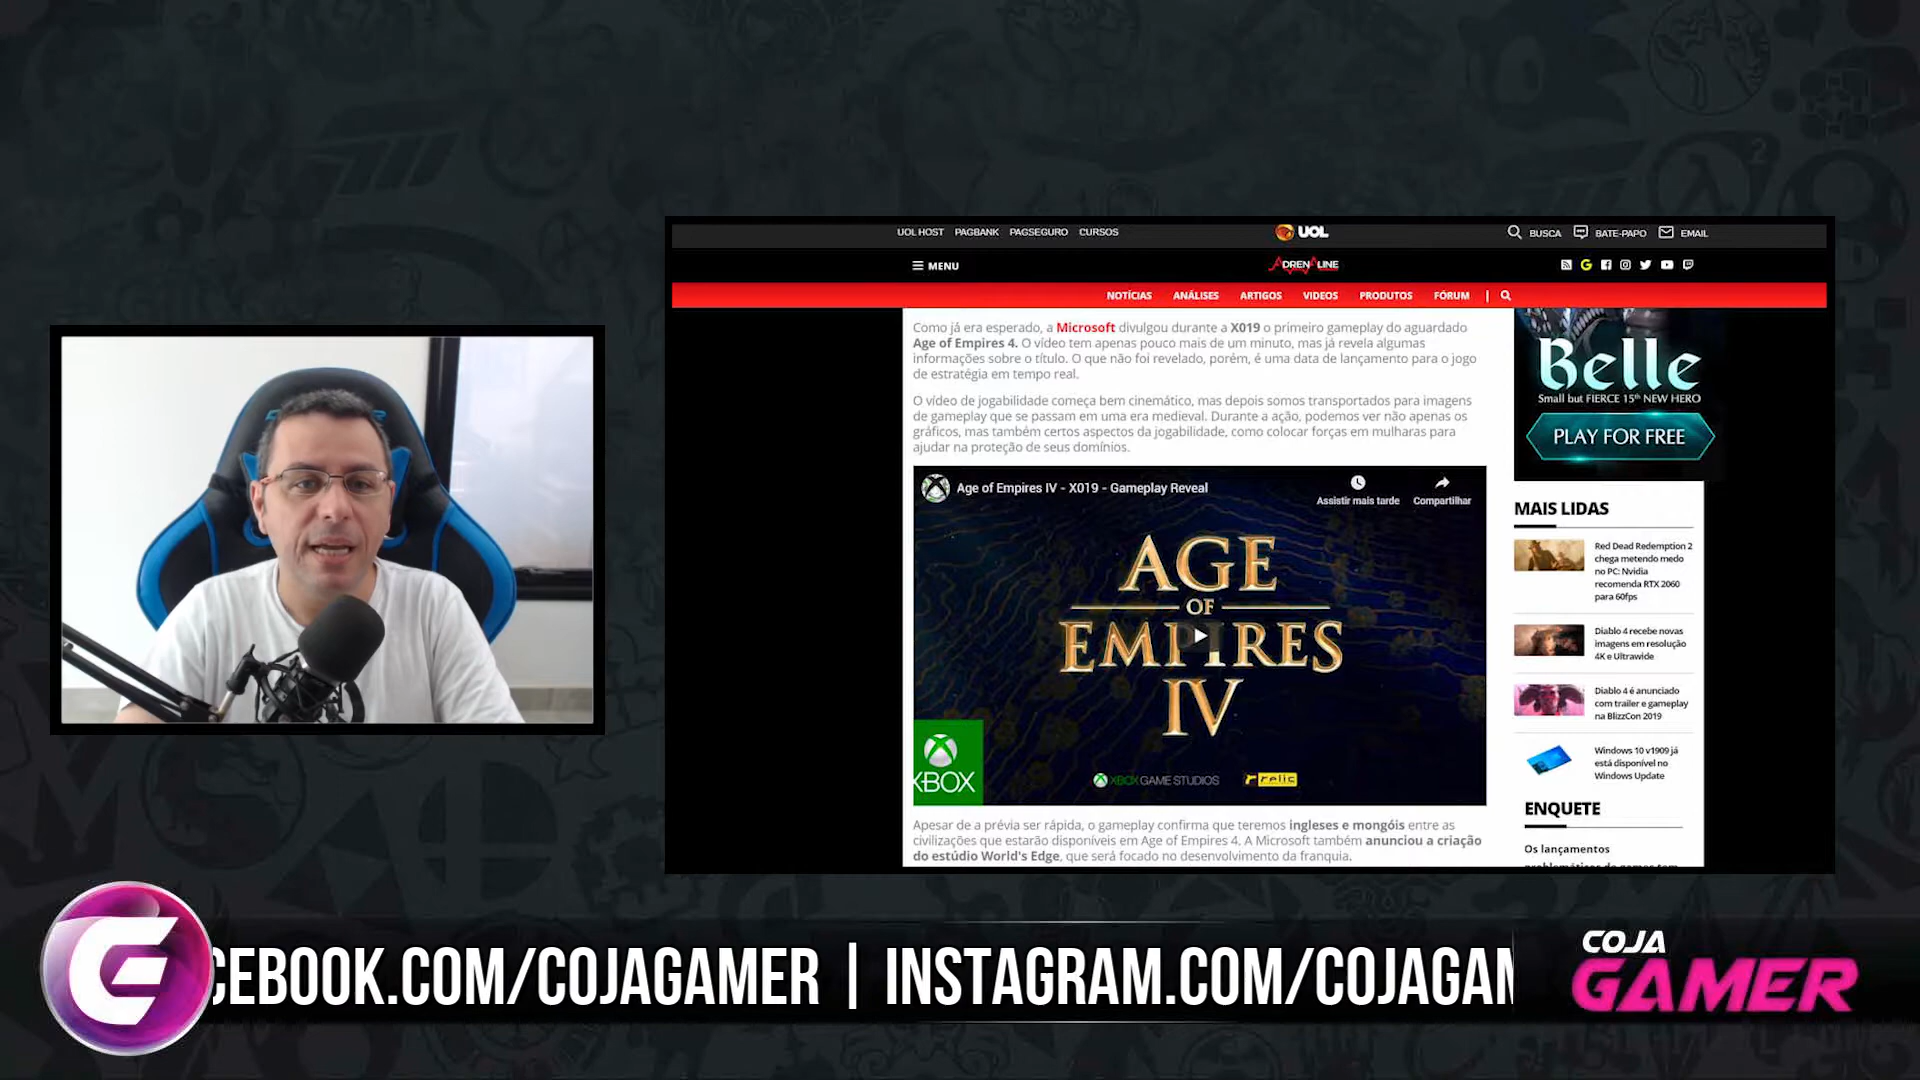 UOL HOST PAGBANK PAGSEGURO CURSOS
UOL
BUSCA BATE-PAPO EMAIL
MENU
ADRENALINE
NOTÍCIAS ANÁLISES ARTIGOS VIDEOS PRODUTOS FÓRUM |
Como já era esperado, a Microsoft divulgou durante a X019 o primeiro gameplay do aguardado
Age of Empires 4. O vídeo tem apenas pouco mais de um minuto, mas já revela algumas
informações sobre o título. O que não foi revelado, porém, é uma data de lançamento para o jogo
de estratégia em tempo real.
O vídeo de jogabilidade começa bem cinemático, mas depois somos transportados para imagens
de gameplay que se passam em uma era medieval. Durante a ação, podemos ver não apenas os
gráficos, mas também certos aspectos da jogabilidade, como colocar forças em mulharas para
ajudar na proteção de seus domínios.
Age of Empires IV - X019 - Gameplay Reveal
Assistir mais tarde
Compartilhar
AGE
OF
EMPIRES
IV
XBOX
XBOX GAME STUDIOS
relic
Apesar de a prévia ser rápida, o gameplay confirma que teremos ingleses e mongóis entre as
civilizações que estarão disponíveis em Age of Empires 4. A Microsoft também anunciou a criação
do estúdio World's Edge, que será focado no desenvolvimento da franquia.
Belle
Small but FIERCE 15th NEW HERO
PLAY FOR FREE
MAIS LIDAS
Red Dead Redemption 2
chega metendo medo
no PC: Nvidia
recomenda RTX 2060
para 60fps
Diablo 4 recebe novas
imagens em resolução
4K e Ultrawide
Diablo 4 é anunciado
com trailer e gameplay
na BlizzCon 2019
Windows 10 v1909 já
está disponível no
Windows Update
ENQUETE
Os lançamentos
CEBOOK.COM/COJAGAMER | INSTAGRAM.COM/COJAGAM
COJA
GAMER